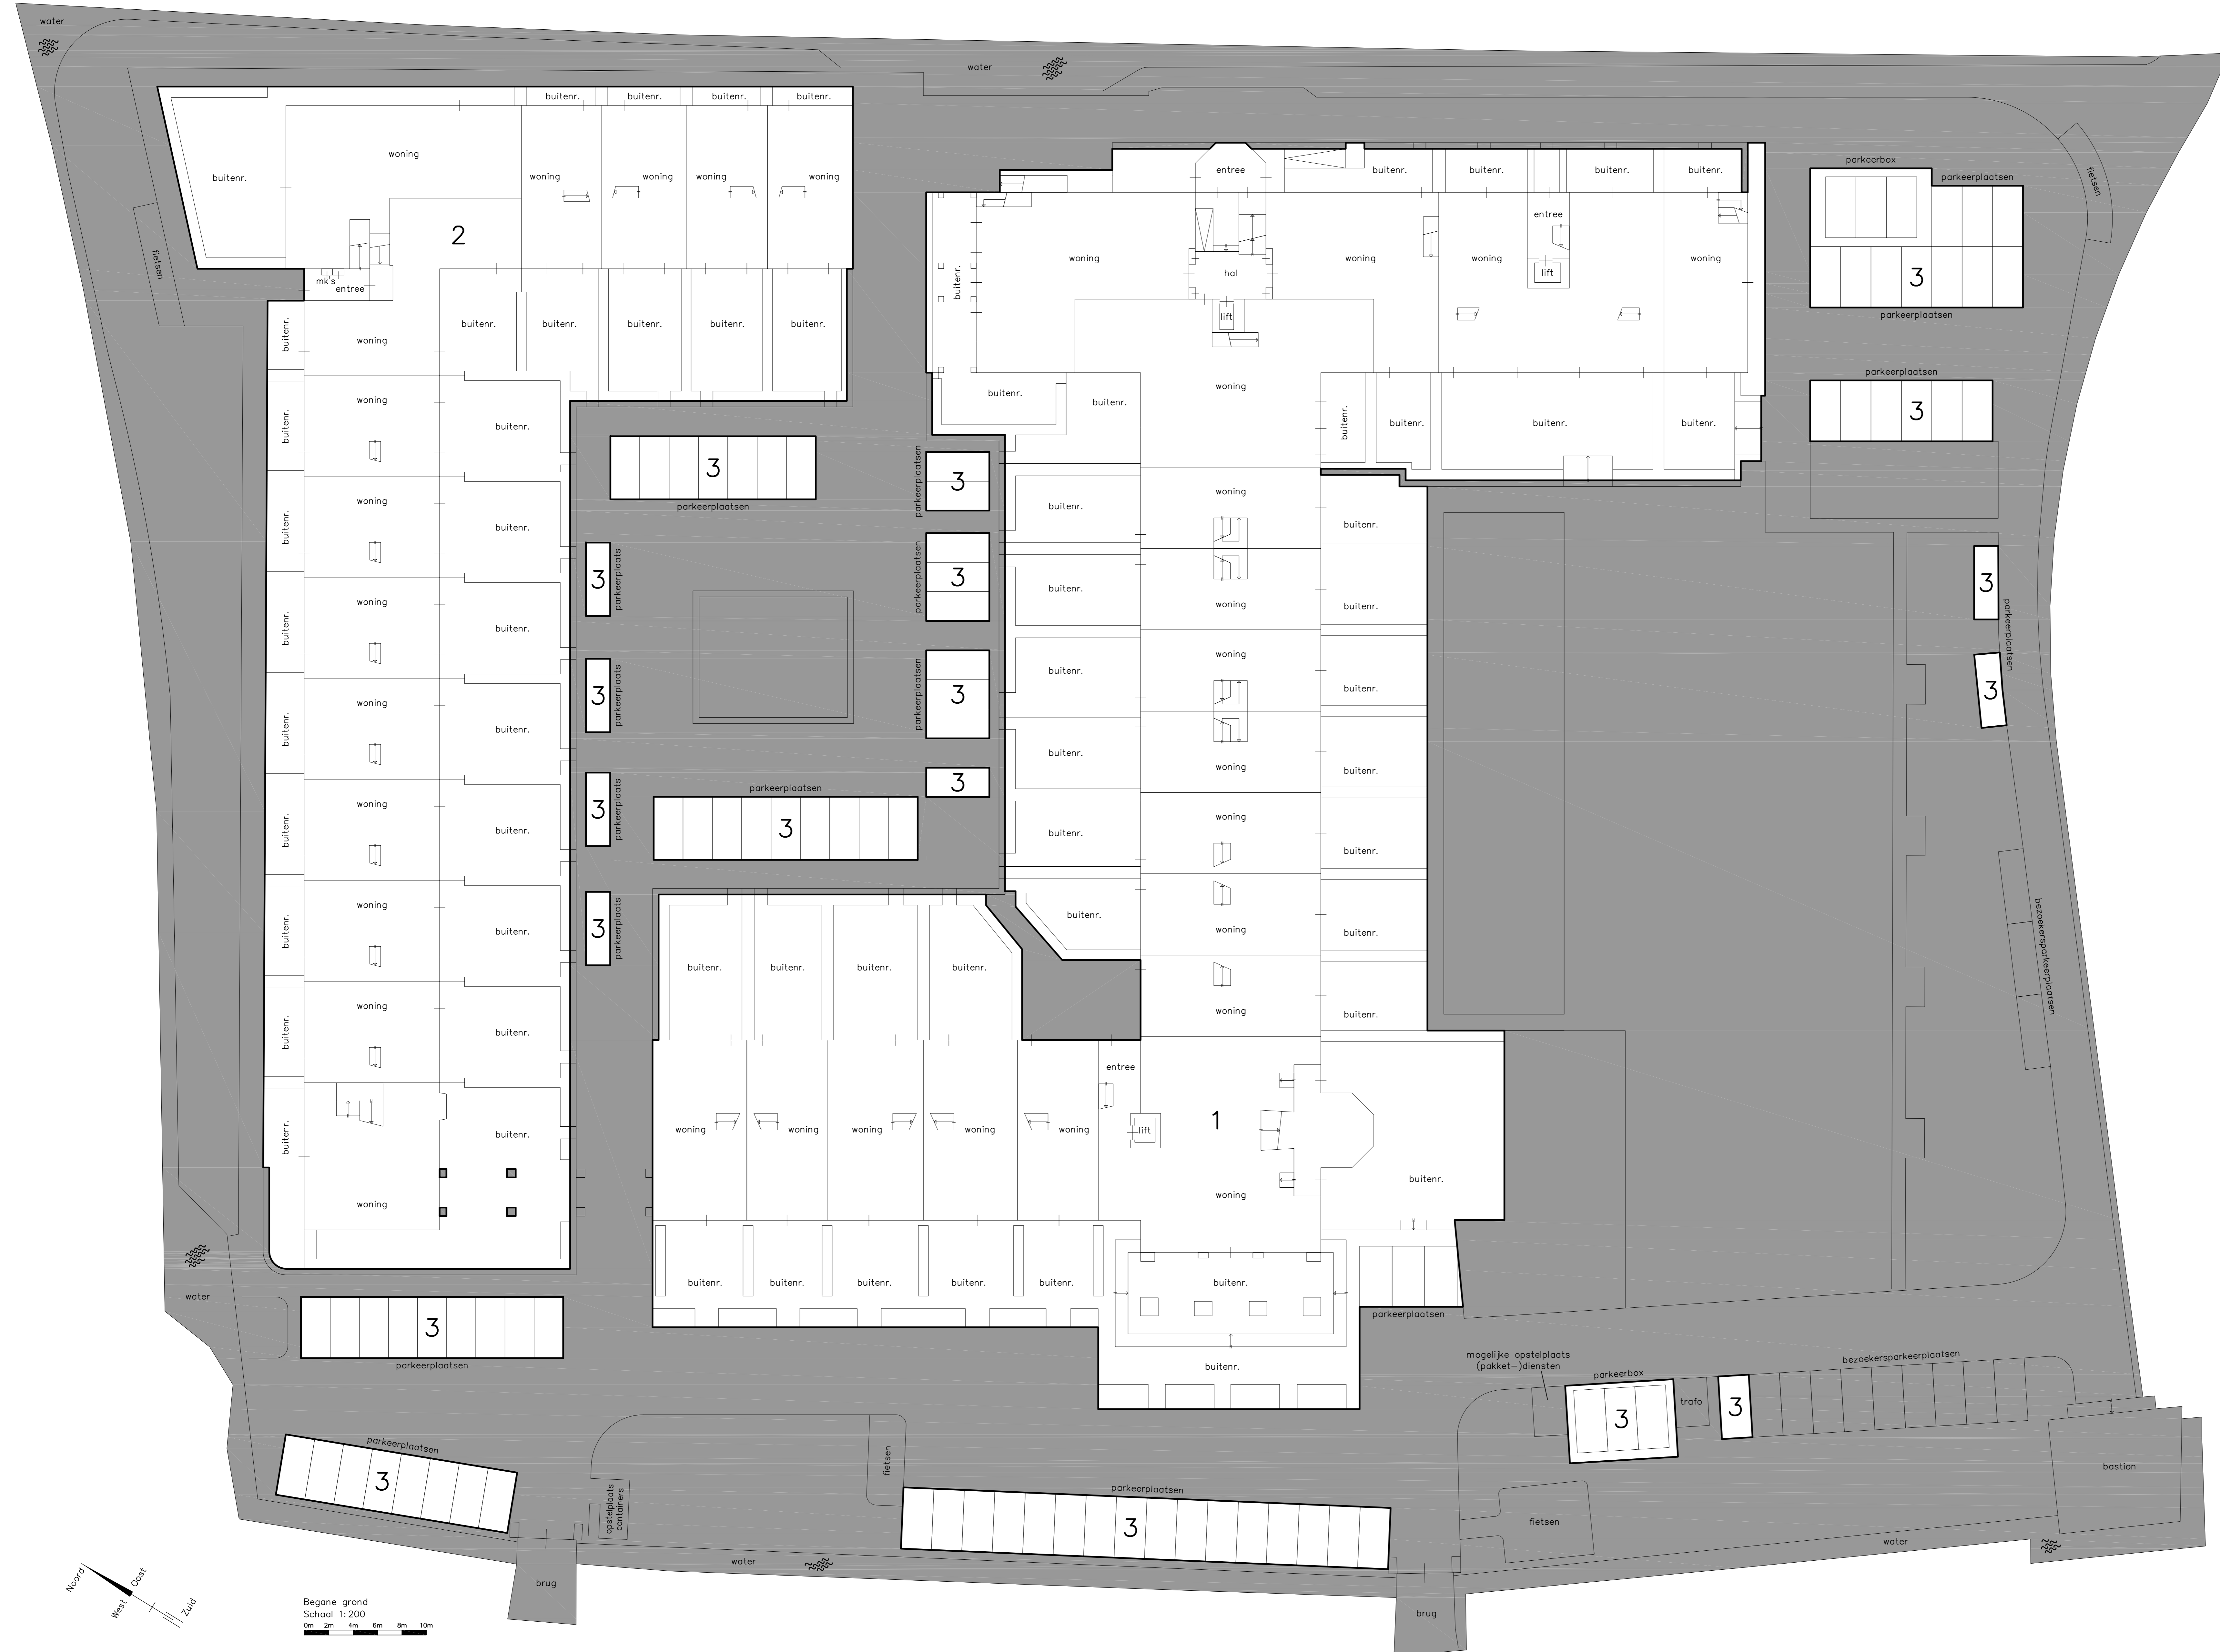 water
water
buitenr.
buitenr.
buitenr.
buitenr.
buitenr.
woning
woning
woning
woning
woning
2
fietsen
mk's
entree
buitenr.
woning
buitenr.
buitenr.
buitenr.
buitenr.
buitenr.
buitenr.
woning
buitenr.
buitenr.
woning
buitenr.
buitenr.
woning
buitenr.
buitenr.
woning
buitenr.
buitenr.
woning
buitenr.
buitenr.
woning
buitenr.
buitenr.
woning
buitenr.
buitenr.
buitenr.
woning
3
parkeerplaatsen
3
parkeerplaats
3
parkeerplaats
3
parkeerplaats
3
parkeerplaats
parkeerplaatsen
3
parkeerplaatsen
3
parkeerplaatsen
3
3
parkeerplaatsen
3
entree
buitenr.
buitenr.
buitenr.
buitenr.
buitenr.
woning
hal
lift
woning
woning
entree
lift
woning
buitenr.
buitenr.
woning
buitenr.
buitenr.
buitenr.
buitenr.
woning
buitenr.
buitenr.
buitenr.
woning
buitenr.
buitenr.
woning
buitenr.
buitenr.
woning
buitenr.
buitenr.
woning
buitenr.
buitenr.
woning
buitenr.
woning
buitenr.
buitenr.
buitenr.
buitenr.
buitenr.
entree
lift
1
woning
woning
woning
woning
woning
woning
buitenr.
buitenr.
buitenr.
buitenr.
buitenr.
buitenr.
buitenr.
buitenr.
parkeerplaatsen
parkeerbox
parkeerplaatsen
3
parkeerplaatsen
fietsen
parkeerplaatsen
3
3
parkeerplaatsen
3
bezoekersparkeerplaatsen
water
3
parkeerplaatsen
parkeerplaatsen
3
opstelplaats
containers
fietsen
parkeerplaatsen
3
mogelijke opstelplaats
(pakket-)diensten
parkeerbox
3
trafo
3
bezoekersparkeerplaatsen
bastion
fietsen
water
water
brug
brug
Noord
Oost
West
Zuid
Begane grond
Schaal 1:200
0m 2m 4m 6m 8m 10m